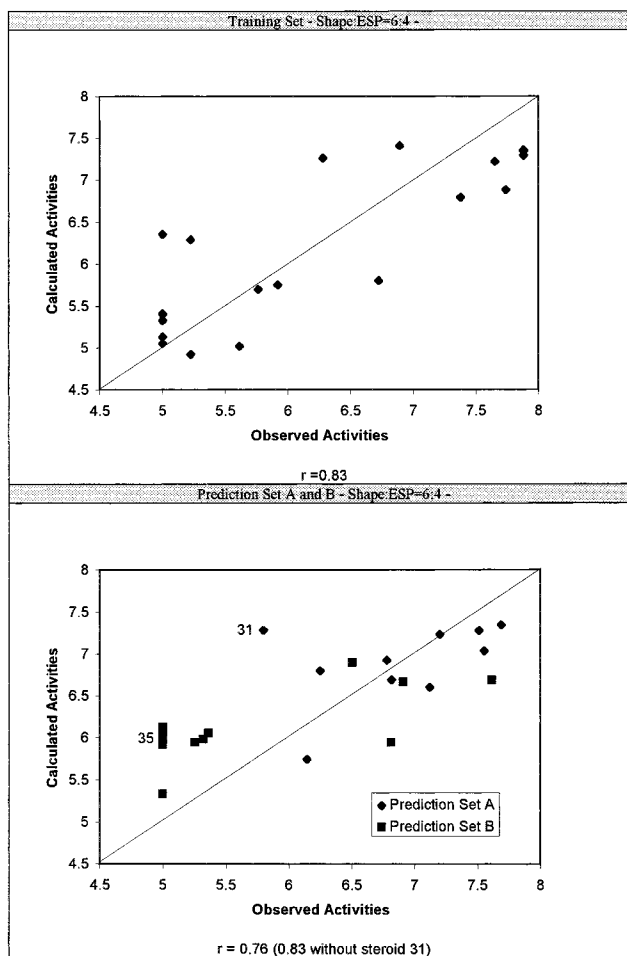 Training Set - Shape:ESP=6:4 -
8
7.5
7
6.5
6
5.5
5
4.5
4.5 5 5.5 6 6.5 7 7.5 8
Calculated Activities
Observed Activities
r =0.83
Prediction Set A and B - Shape:ESP=6:4 -
8
7.5
7
6.5
6
5.5
5
4.5
4.5 5 5.5 6 6.5 7 7.5 8
Calculated Activities
31
35
Prediction Set A
Prediction Set B
Observed Activities
r = 0.76 (0.83 without steroid 31)